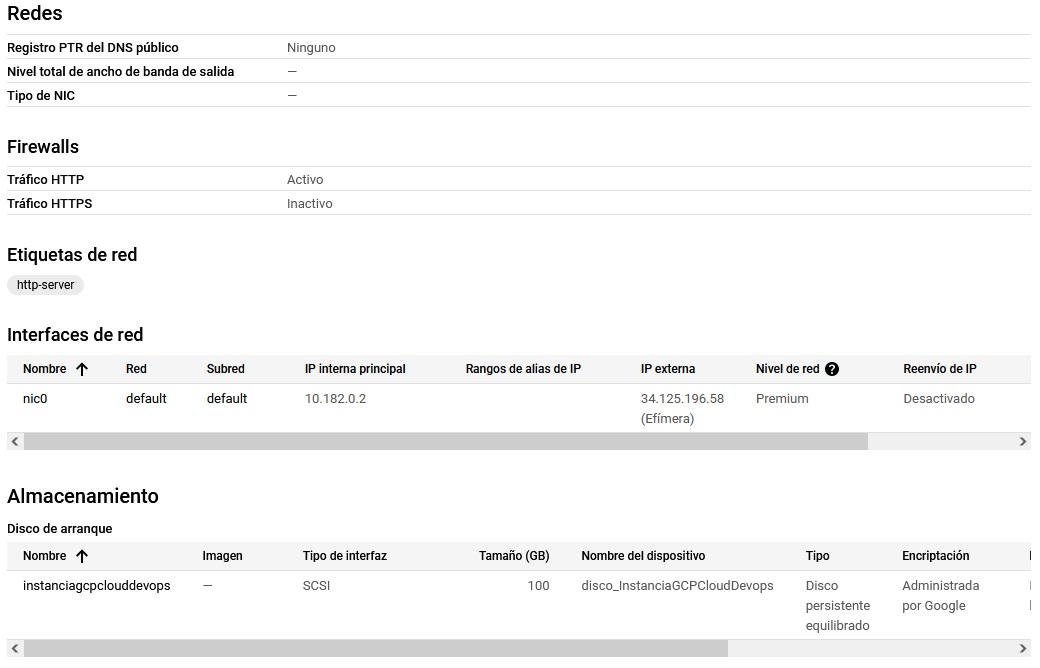 Redes
Registro PTR del DNS público Ninguno
Nivel total de ancho de banda de salida —
Tipo de NIC —
Firewalls
Tráfico HTTP Activo
Tráfico HTTPS Inactivo
Etiquetas de red
http-server
Interfaces de red
Nombre Red Subred IP interna principal Rangos de alias de IP IP externa Nivel de red ? Reenvío de IP
nic0 default default 10.182.0.2 34.125.196.58 Premium Desactivado
(Efímera)
Almacenamiento
Disco de arranque
Nombre Imagen Tipo de interfaz Tamaño (GB) Nombre del dispositivo Tipo Encriptación
instanciagcpclouddevops — SCSI 100 disco_InstanciaGCPCloudDevops Disco Administrada
persistente por Google
equilibrado